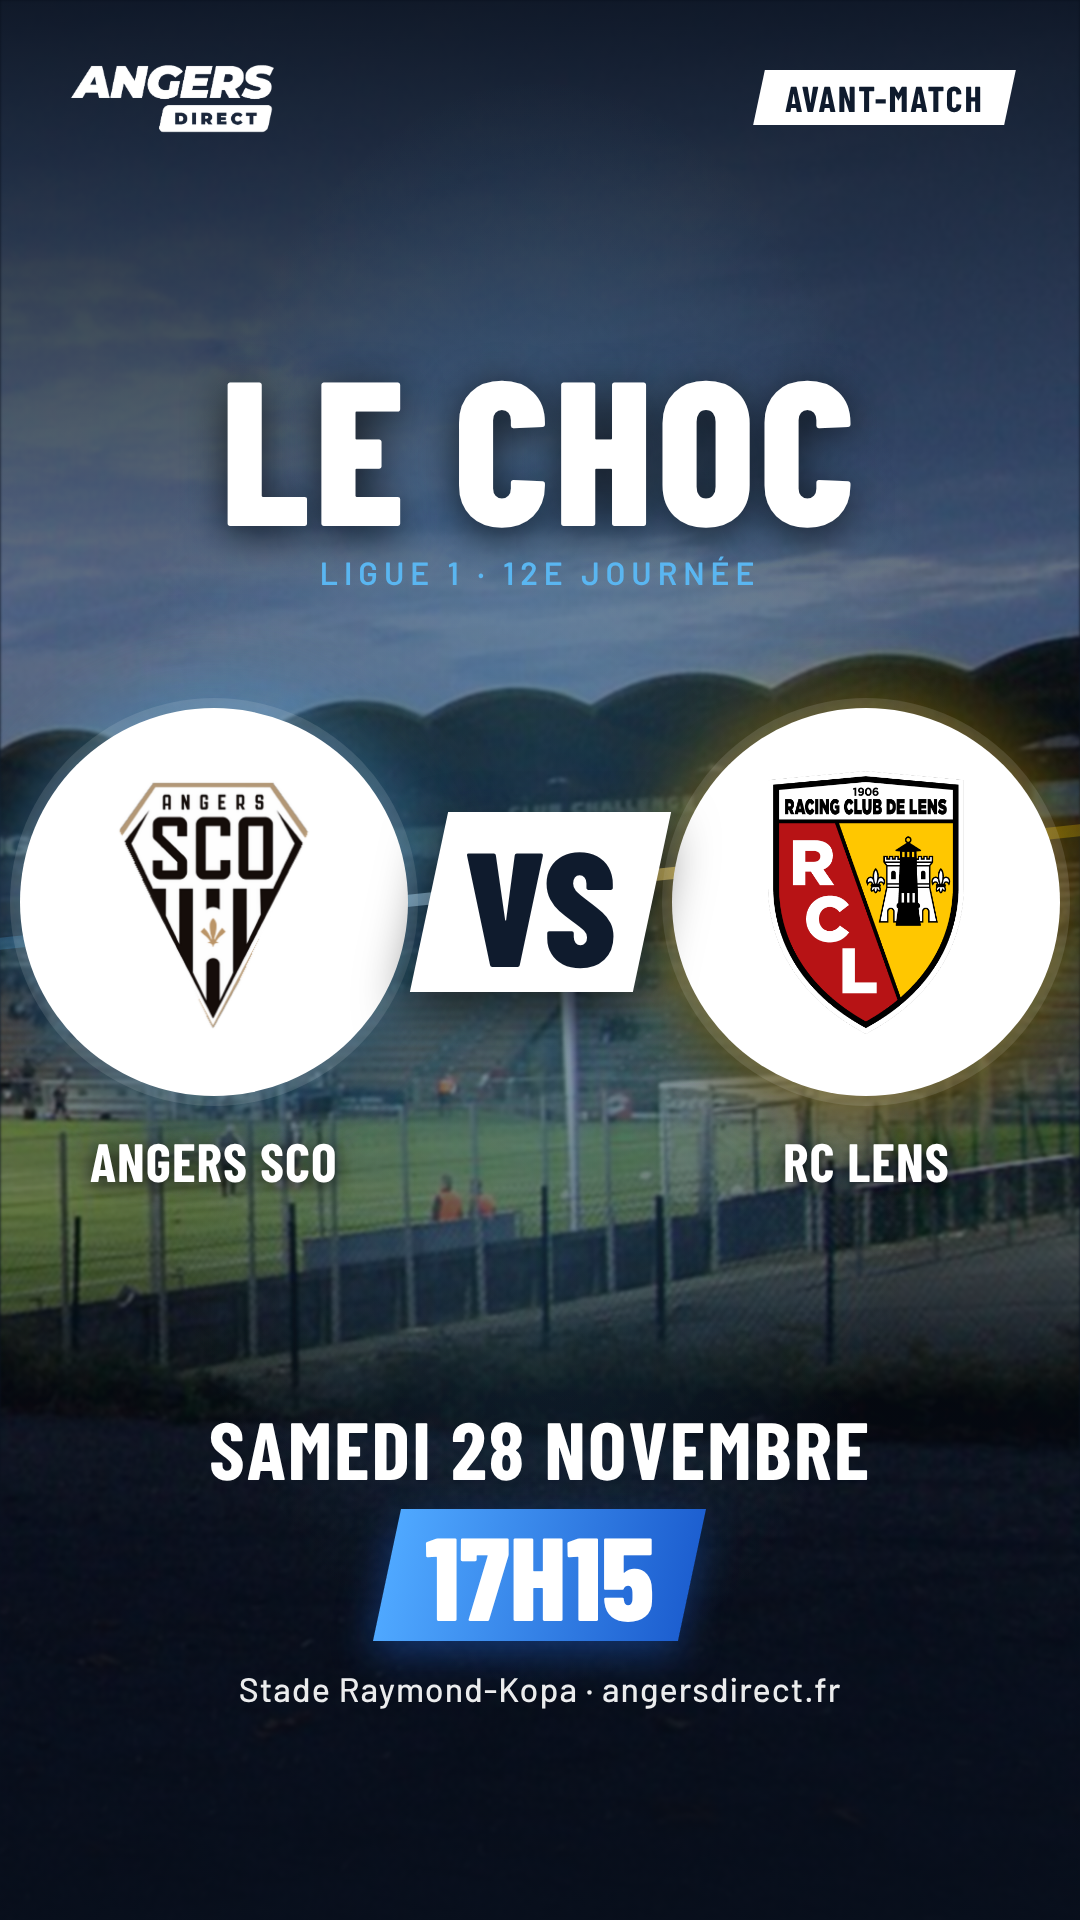 ANGERS
DIRECT
AVANT-MATCH
LE CHOC
LIGUE 1 · 12E JOURNÉE
ANGERS
SCO
VS
1906
RACING CLUB DE LENS
R
C
L
ANGERS SCO
RC LENS
SAMEDI 28 NOVEMBRE
17H15
Stade Raymond-Kopa · angersdirect.fr